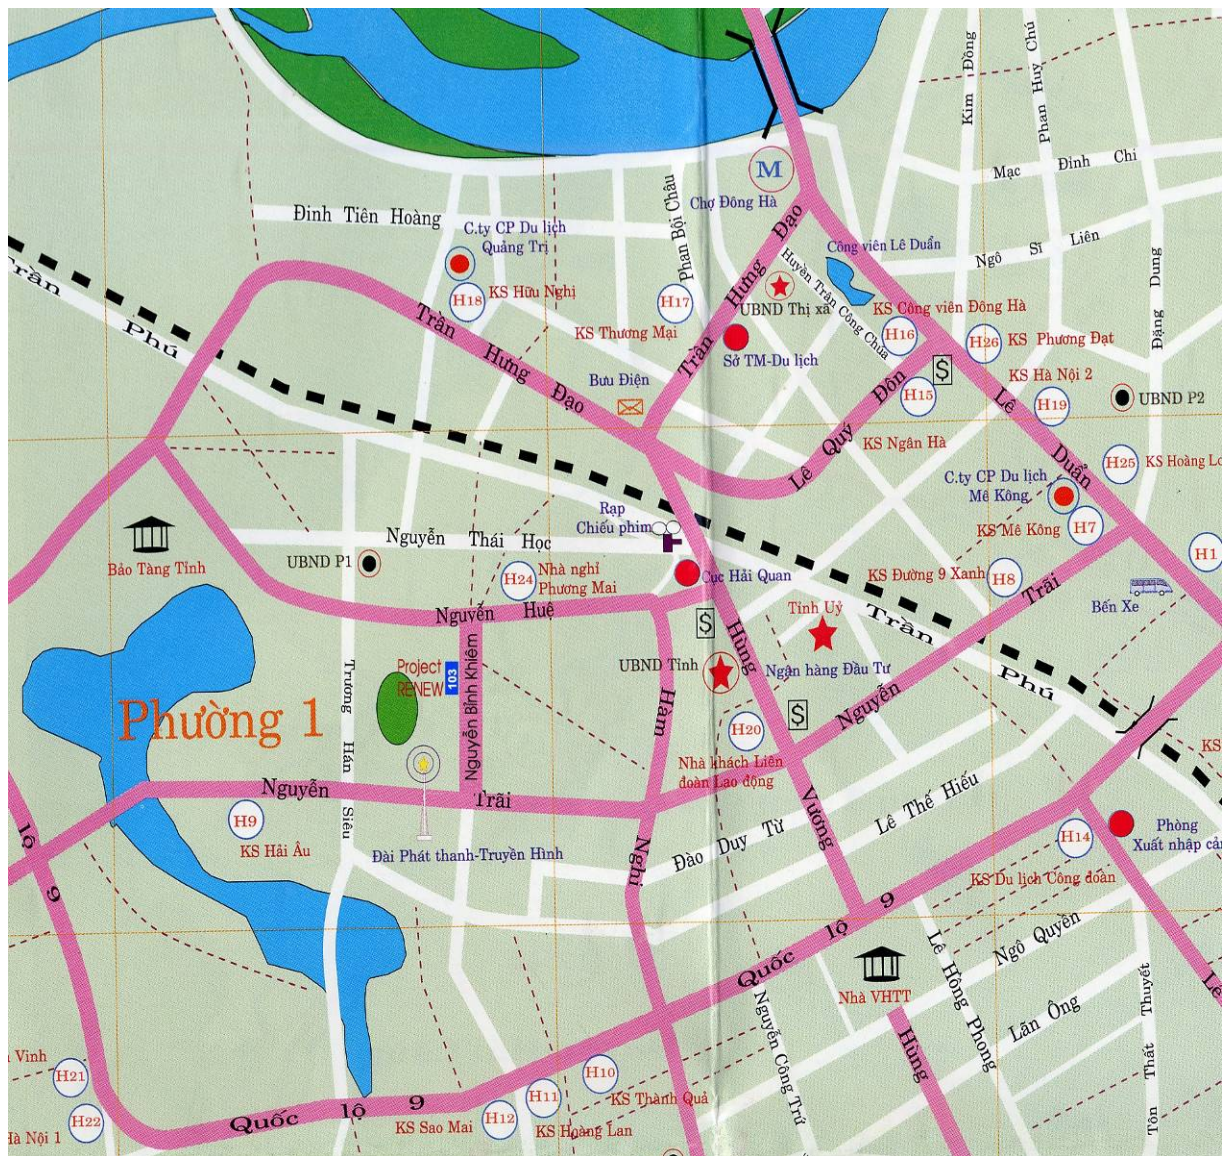 Kim Đồng
Phan Huy Chú
M
Mạc Đinh Chi
Chợ Đông Hà
Phan Bội Châu
Đinh Tiên Hoàng
C.ty CP Du lịch
Quảng Trị
Công viên Lê Duẩn
Ngô Sĩ Liên
Đặng Dung
Trần Phú
H18
KS Hữu Nghị
H17
KS Thương Mại
Trần Hưng Đạo
Huyền Trân Công Chúa
UBND Thị xã
KS Công viên Đông Hà
H16
H26
KS Phương Đạt
Sở TM-Du lịch
Trần Hưng Đạo
Bưu Điện
$
KS Hà Nội 2
H15
H19
UBND P2
Lê Quý Đôn
KS Ngân Hà
Lê Duẩn
H25
C.ty CP Du lịch
Mê Kông
KS Mê Kông
H7
Rạp
Chiếu phim
Nguyễn Thái Học
Bảo Tàng Tỉnh
UBND P1
H24
Nhà nghỉ
Phương Mai
Cục Hải Quan
KS Đường 9 Xanh
H8
H1
Bến Xe
Nguyễn Huệ
$
Tỉnh Uỷ
Trần Phú
Nguyễn Trãi
Project
RENEW
103
Nguyễn Bỉnh Khiêm
UBND Tỉnh
Ngân hàng Đầu Tư
Hùng Vương
Phường 1
Trương Hán Siêu
Hàm Nghi
$
H20
Nhà khách Liên
đoàn Lao động
KS
Nguyễn Trãi
H9
KS Hải Âu
Đài Phát thanh-Truyền Hình
Đào Duy Từ
Lê Thế Hiếu
H14
Phòng
Xuất nhập cản
KS Du lịch Công đoàn
lộ 9
Quốc lộ 9
Ngô Quyền
Lê Hồng Phong
Nhà VHTT
Lãn Ông
Tôn Thất Thuyết
Lê
Nguyễn Công Trứ
Hùng
Vinh
H21
H22
Hà Nội 1
Quốc lộ 9
H10
KS Thành Quả
H11
H12
KS Sao Mai
KS Hoàng Lan